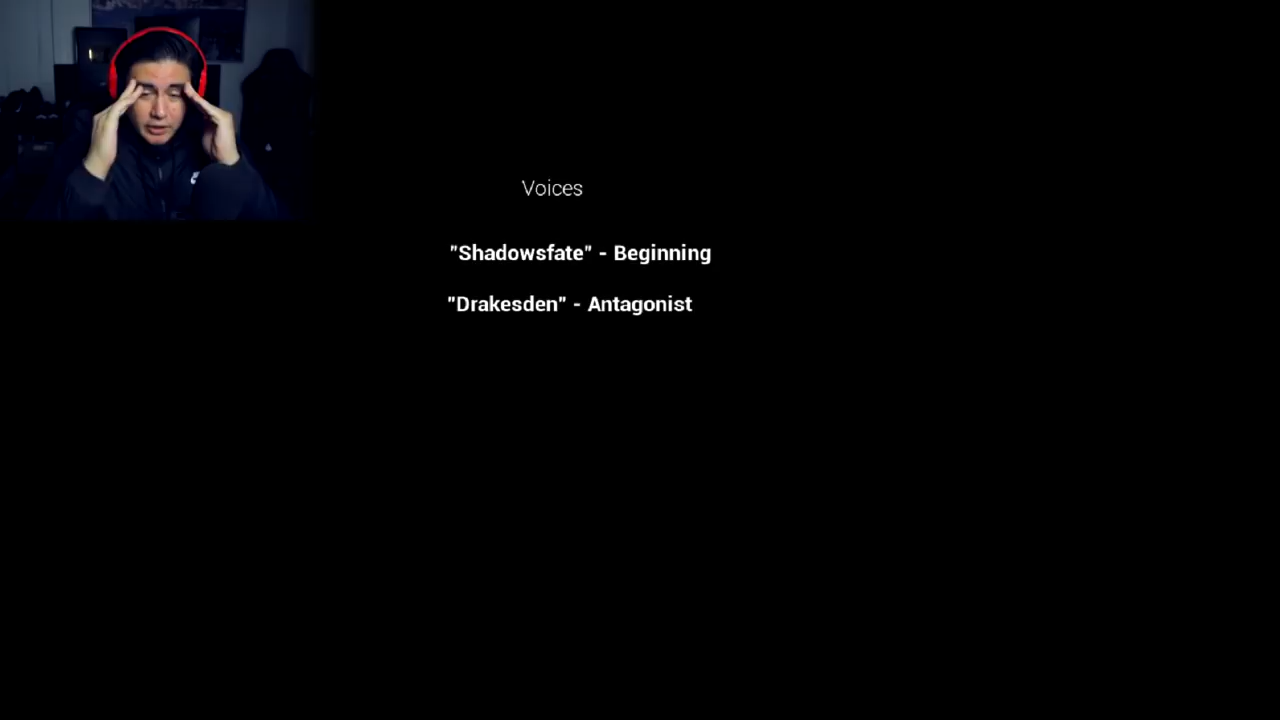 Voices
"Shadowsfate" - Beginning
"Drakesden" - Antagonist